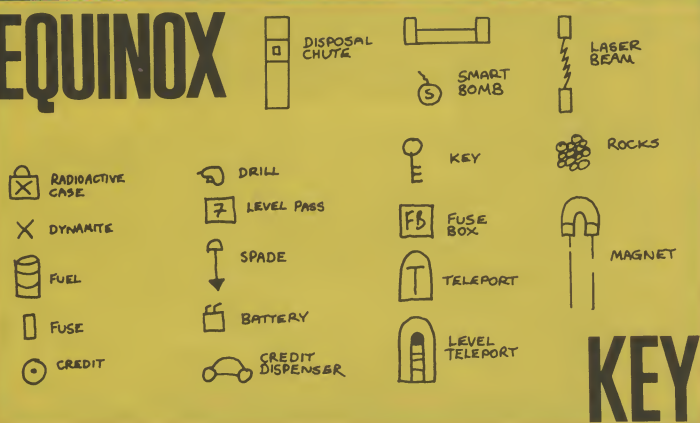 EQUINOX
DISPOSAL
CHUTE
SMART
BOMB
S
LASER
BEAM
RADIOACTIVE
CASE
DYNAMITE
FUEL
FUSE
CREDIT
DRILL
7
LEVEL PASS
SPADE
BATTERY
CREDIT
DISPENSER
KEY
FB
FUSE
BOX
T
TELEPORT
LEVEL
TELEPORT
ROCKS
MAGNET
KEY